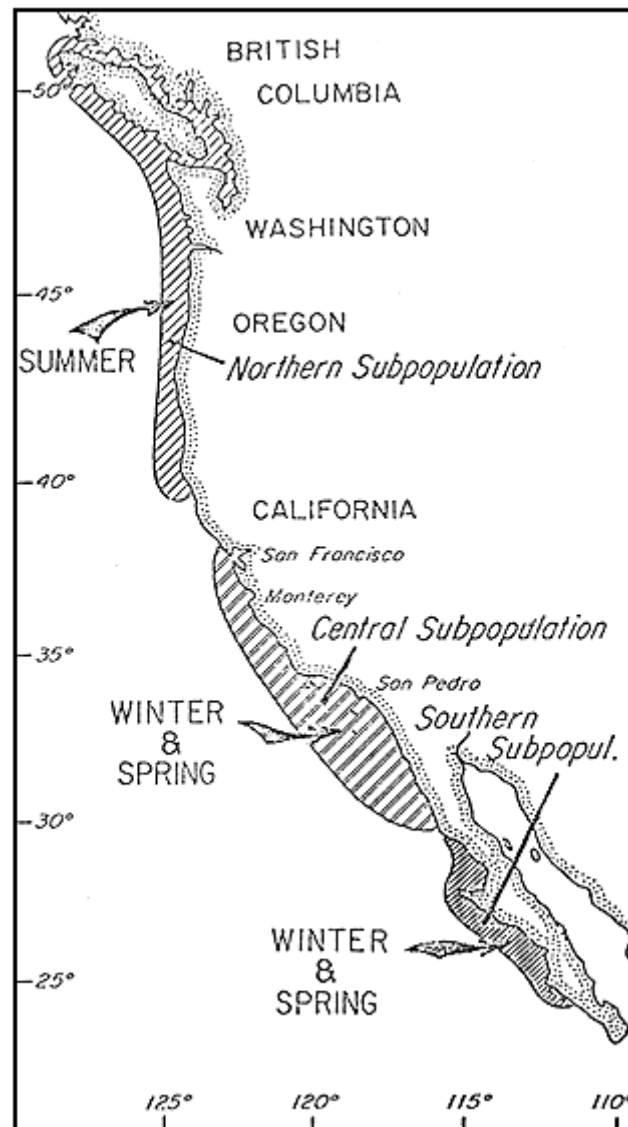 BRITISH
COLUMBIA
50°
WASHINGTON
45°
OREGON
SUMMER
Northern Subpopulation
40°
CALIFORNIA
San Francisco
Monterey
35°
Central Subpopulation
San Pedro
WINTER
&
SPRING
Southern
Subpopul.
30°
WINTER
&
SPRING
25°
125° 120° 115° 110°